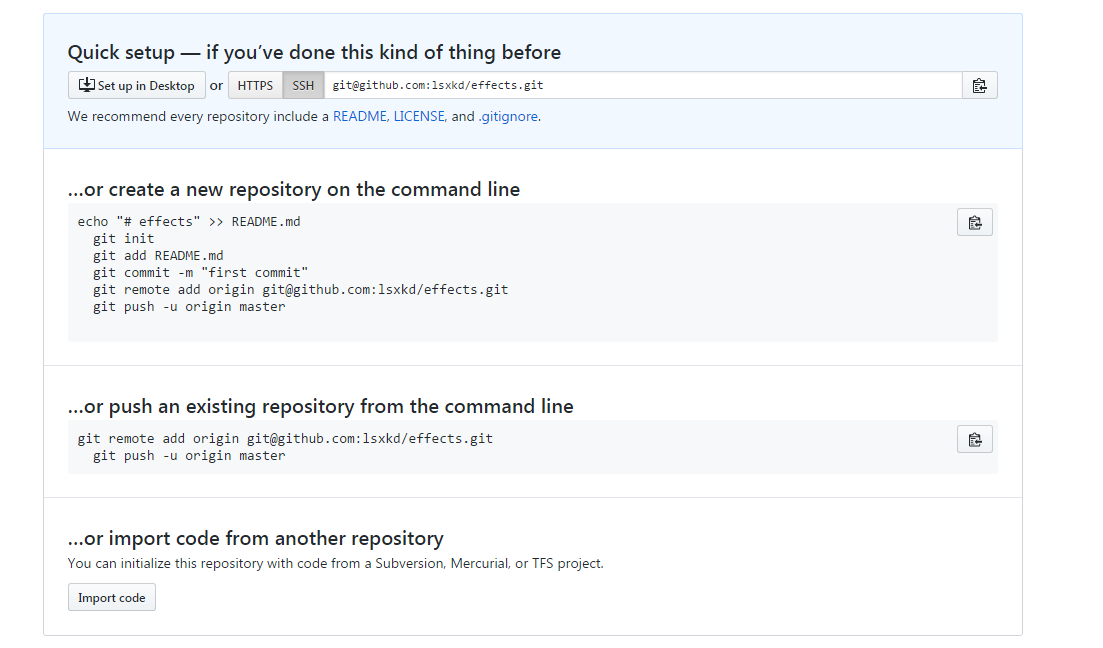 Quick setup — if you’ve done this kind of thing before
Set up in Desktop or HTTPS SSH git@github.com:lsxkd/effects.git
We recommend every repository include a README, LICENSE, and .gitignore.
…or create a new repository on the command line
echo "# effects" >> README.md
git init
git add README.md
git commit -m "first commit"
git remote add origin git@github.com:lsxkd/effects.git
git push -u origin master
…or push an existing repository from the command line
git remote add origin git@github.com:lsxkd/effects.git
git push -u origin master
…or import code from another repository
You can initialize this repository with code from a Subversion, Mercurial, or TFS project.
Import code